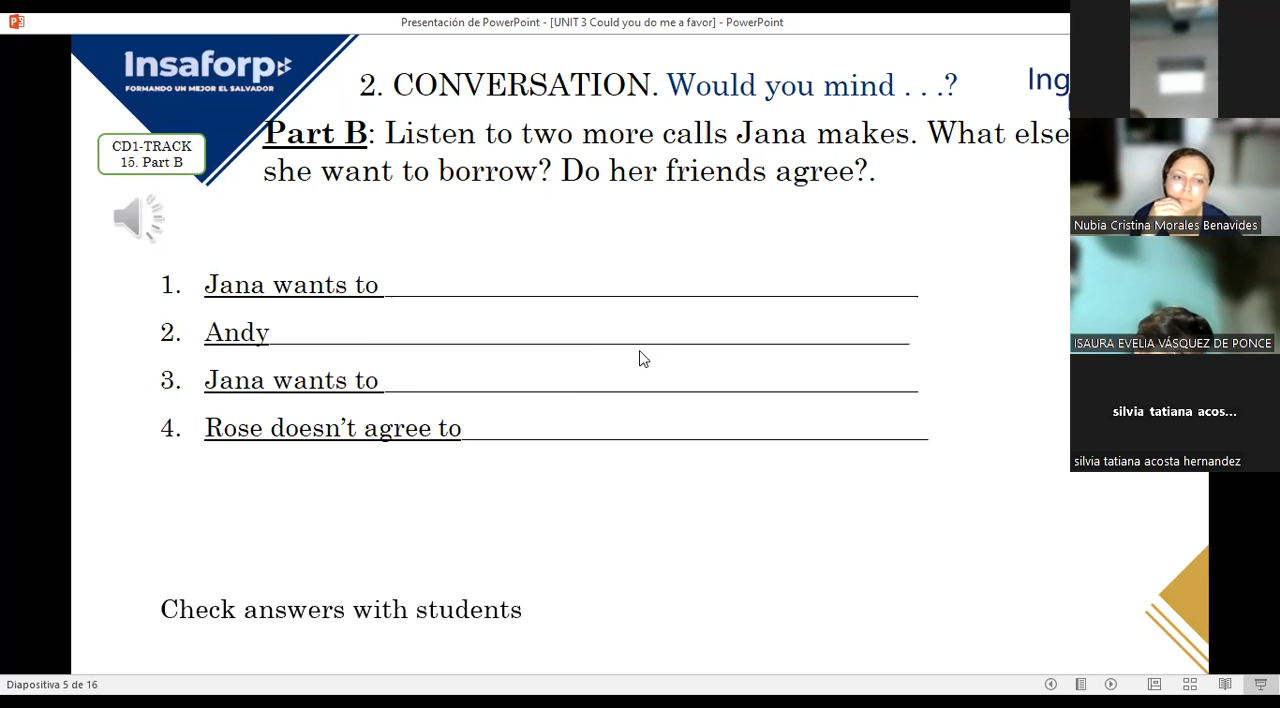 Presentación de PowerPoint - [UNIT 3 Could you do me a favor] - PowerPoint
Insaforp
FORMANDO UN MEJOR EL SALVADOR
2. CONVERSATION. Would you mind . . .?
Ing
CD1-TRACK
15. Part B
Part B: Listen to two more calls Jana makes. What else
she want to borrow? Do her friends agree?.
1. Jana wants to
2. Andy
3. Jana wants to
4. Rose doesn't agree to
Check answers with students
Nubia Cristina Morales Benavides
ISAURA EVELIA VÁSQUEZ DE PONCE
silvia tatiana acos...
silvia tatiana acosta hernandez
Diapositiva 5 de 16